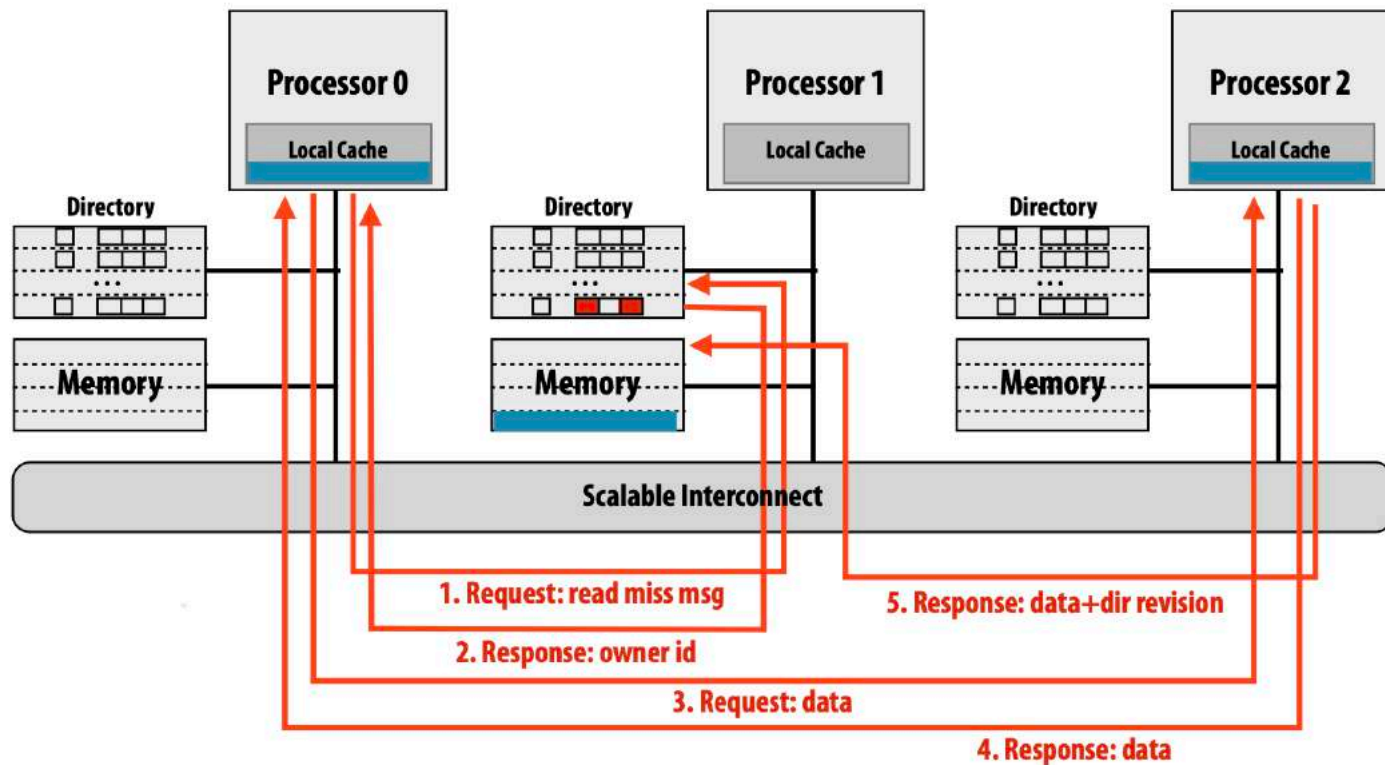 Processor 0
Processor 1
Processor 2
Local Cache
Local Cache
Local Cache
Directory
Directory
Directory
...
...
...
Memory
Memory
Memory
Scalable Interconnect
1. Request: read miss msg
5. Response: data+dir revision
2. Response: owner id
3. Request: data
4. Response: data